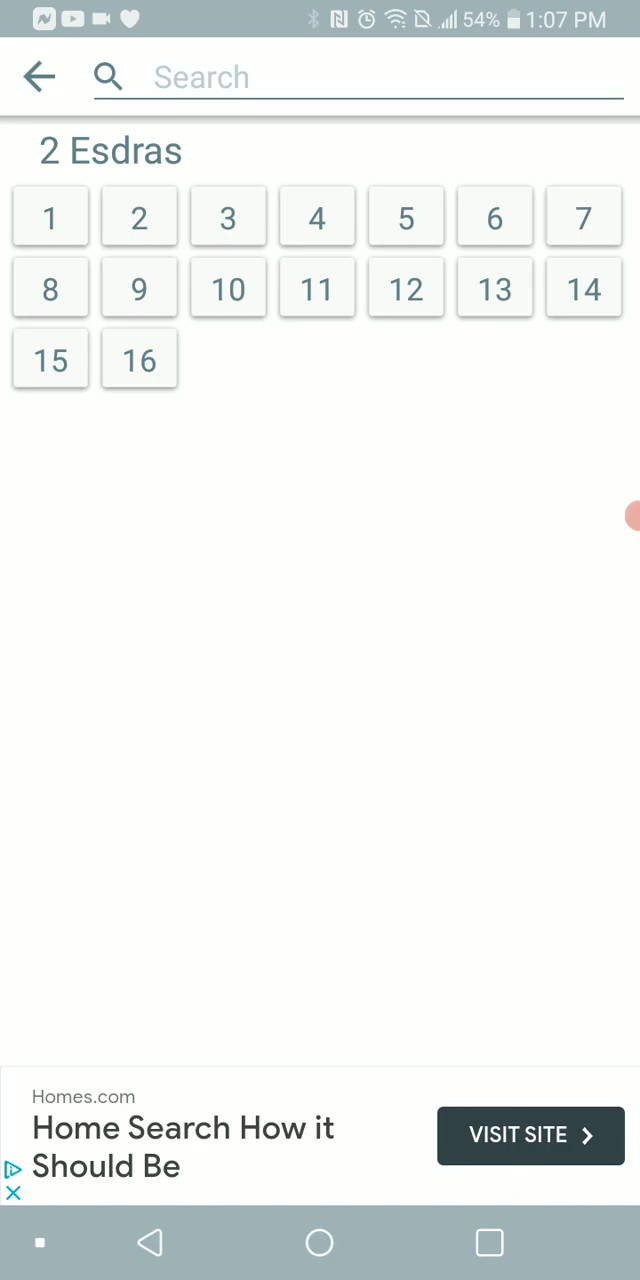 54% 1:07 PM
Search
2 Esdras
1 2 3 4 5 6 7
8 9 10 11 12 13 14
15 16
Homes.com
Home Search How it
Should Be
VISIT SITE